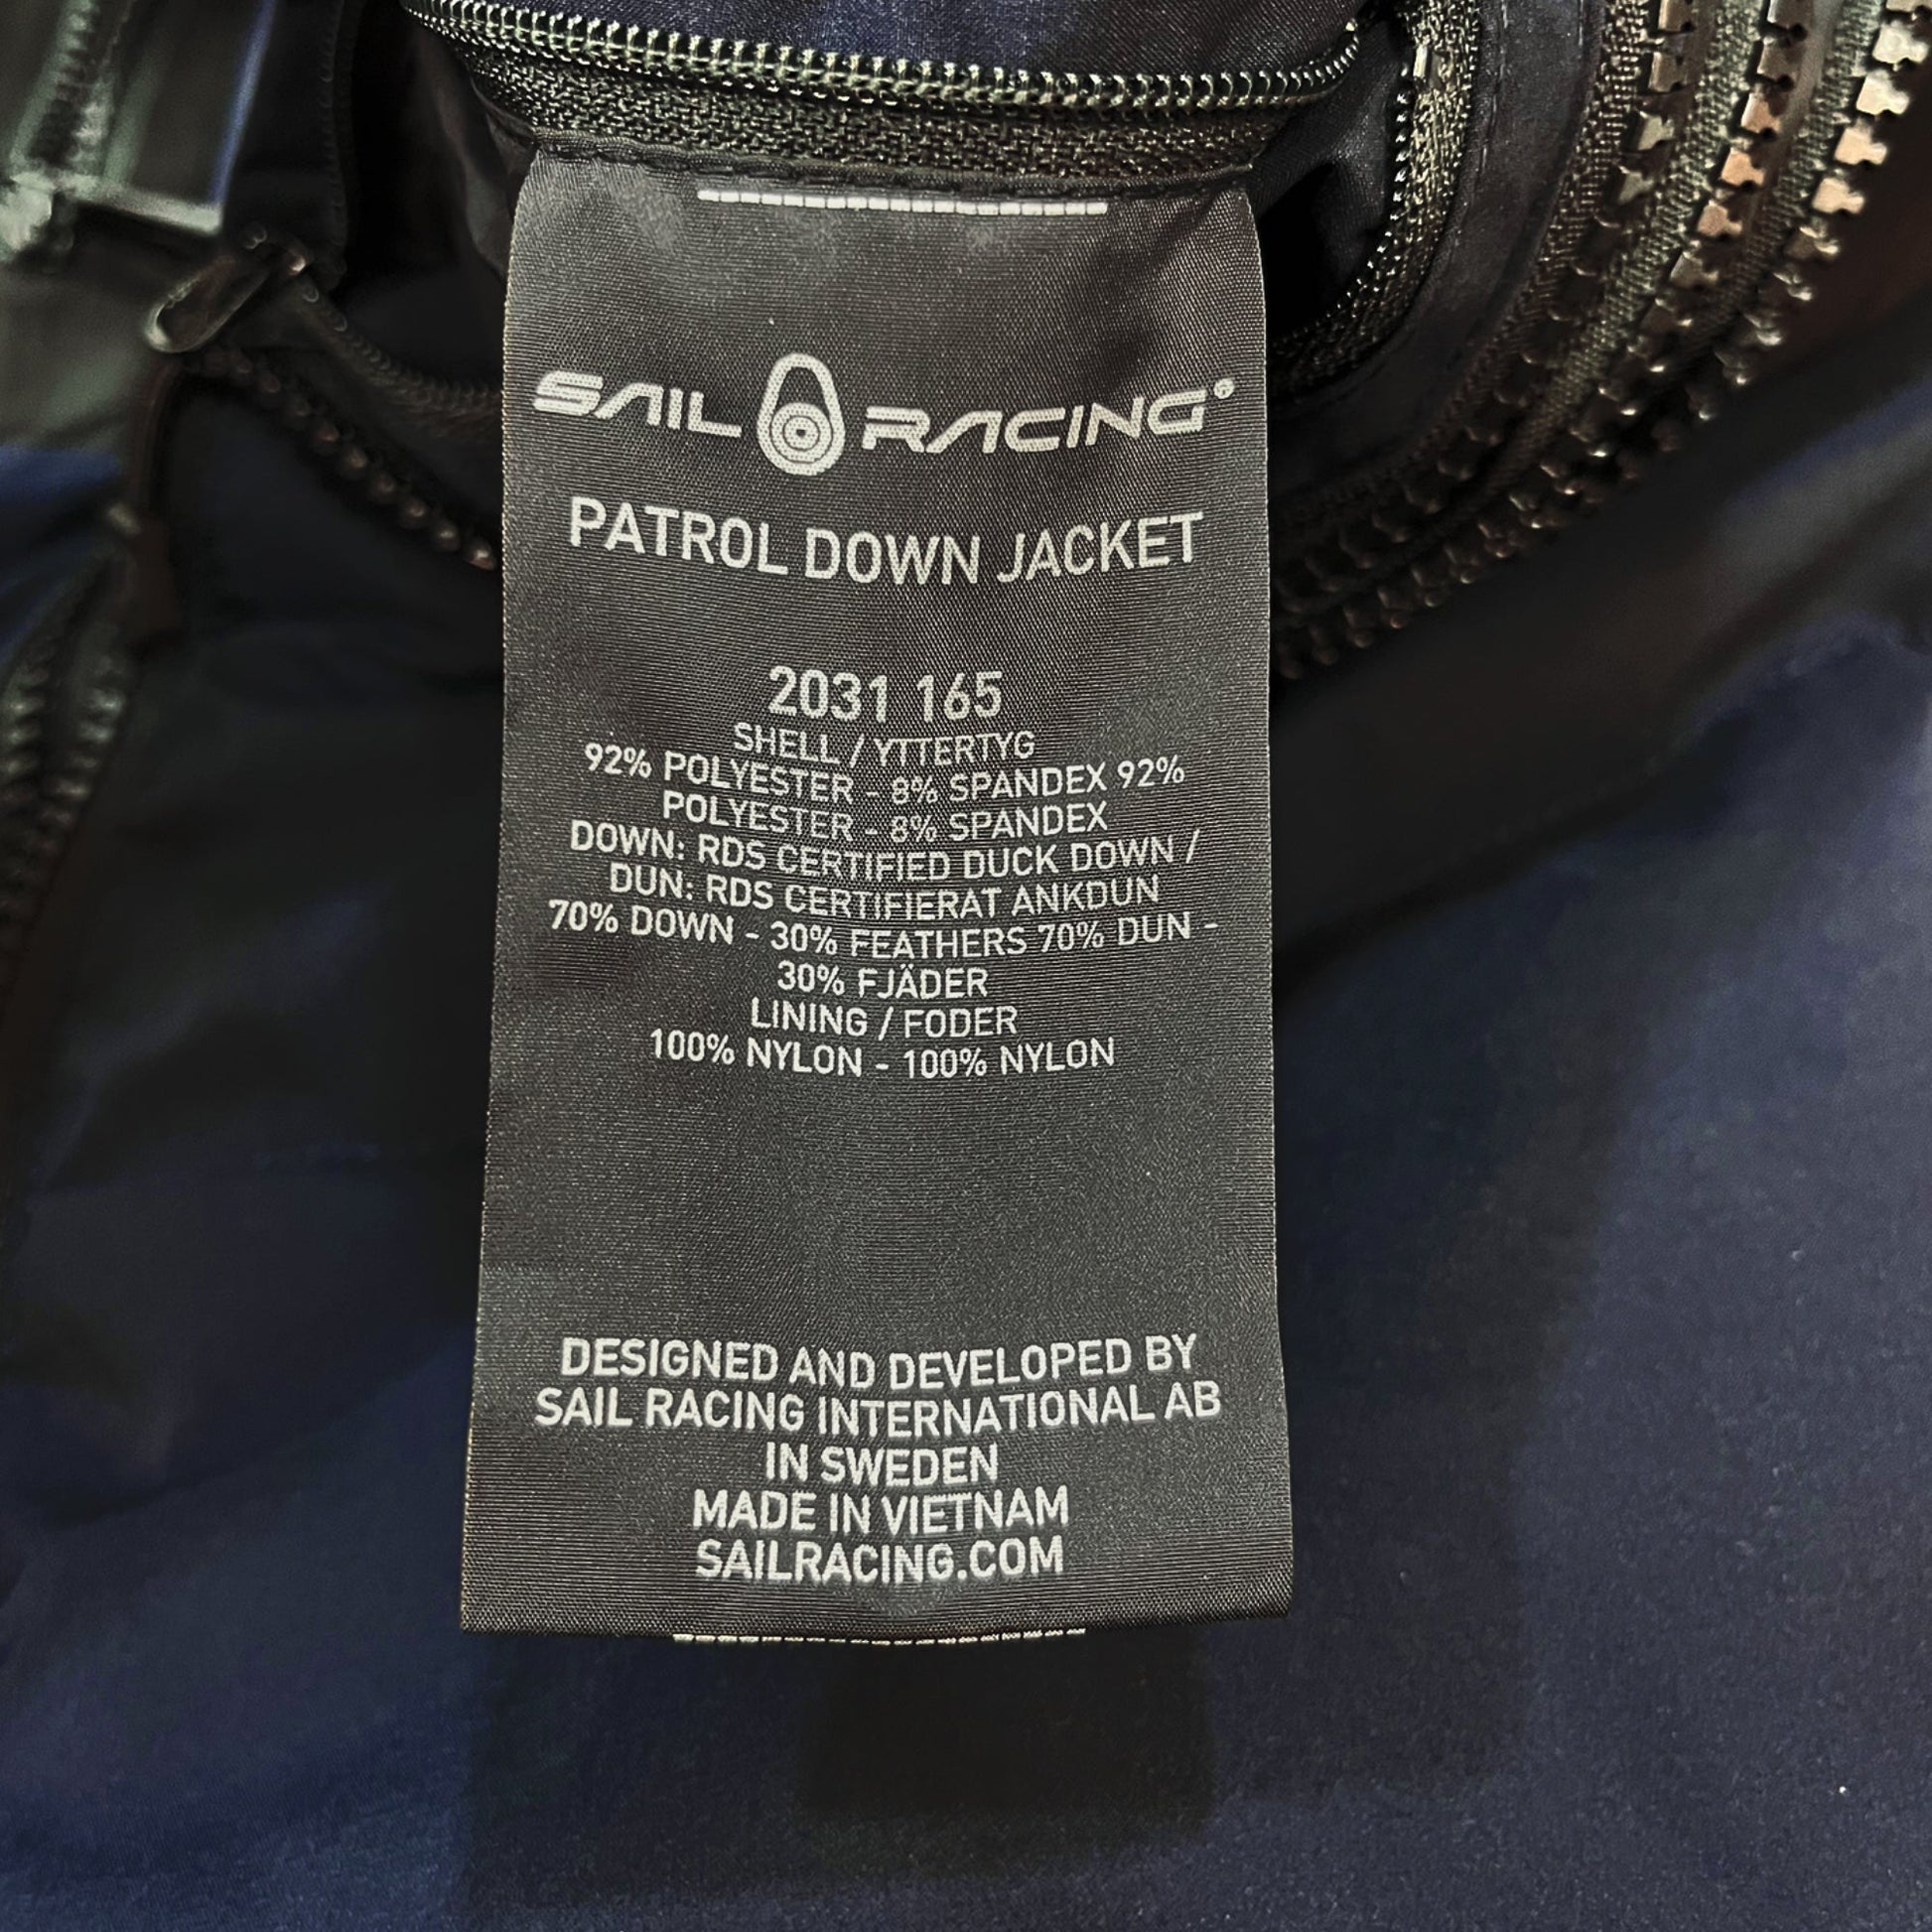 SAIL RACING®
PATROL DOWN JACKET
2031 165
SHELL / YTTERTYG
92% POLYESTER - 8% SPANDEX 92%
POLYESTER - 8% SPANDEX
DOWN: RDS CERTIFIED DUCK DOWN /
DUN: RDS CERTIFIERAT ANKDUN
70% DOWN - 30% FEATHERS 70% DUN -
30% FJÄDER
LINING / FODER
100% NYLON - 100% NYLON
DESIGNED AND DEVELOPED BY
SAIL RACING INTERNATIONAL AB
IN SWEDEN
MADE IN VIETNAM
SAILRACING.COM